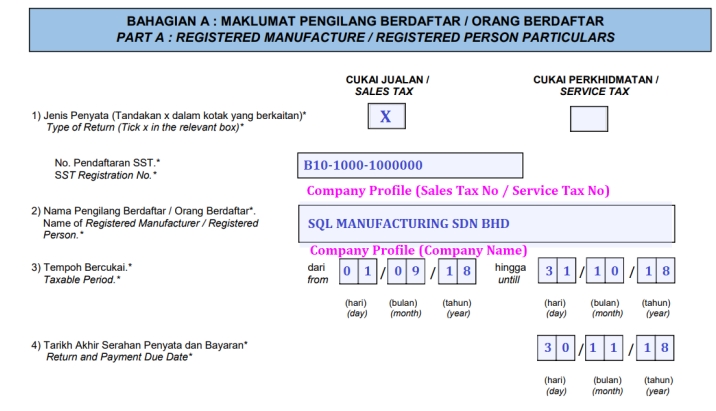 BAHAGIAN A : MAKLUMAT PENGILANG BERDAFTAR / ORANG BERDAFTAR
PART A : REGISTERED MANUFACTURE / REGISTERED PERSON PARTICULARS
CUKAI JUALAN / CUKAI PERKHIDMATAN /
SALES TAX SERVICE TAX
1) Jenis Penyata (Tandakan x dalam kotak yang berkaitan)* X
Type of Return (Tick x in the relevant box)*
No. Pendaftaran SST.* B10-1000-1000000
SST Registration No.*
Company Profile (Sales Tax No / Service Tax No)
2) Nama Pengilang Berdaftar / Orang Berdaftar*.
Name of Registered Manufacturer / Registered SQL MANUFACTURING SDN BHD
Person.*
Company Profile (Company Name)
3) Tempoh Bercukai.* dari 0 1 / 0 9 / 1 8 hingga 3 1 / 1 0 / 1 8
Taxable Period.* from untill
(hari) (bulan) (tahun) (hari) (bulan) (tahun)
(day) (month) (year) (day) (month) (year)
4) Tarikh Akhir Serahan Penyata dan Bayaran* 3 0 / 1 1 / 1 8
Return and Payment Due Date*
(hari) (bulan) (tahun)
(day) (month) (year)